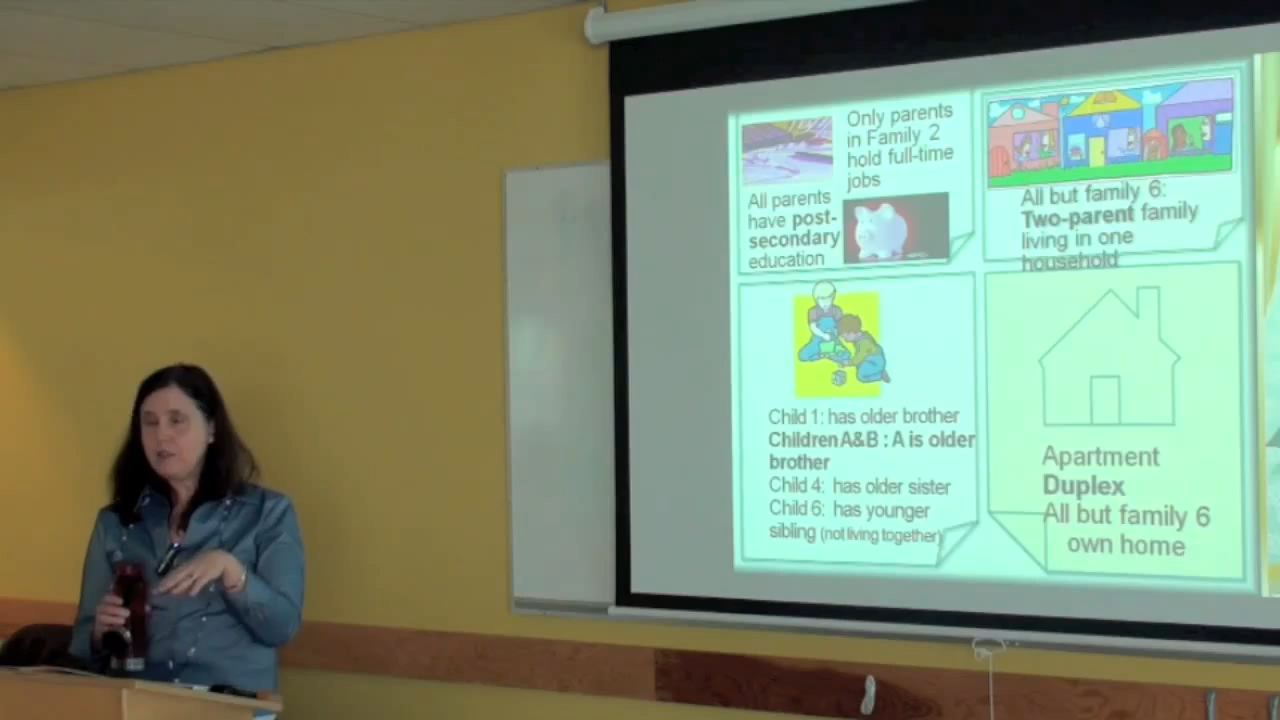 Only parents
in Family 2
hold full-time
jobs
All parents
have post-
secondary
education
All but family 6:
Two-parent family
living in one
household
Child 1: has older brother
Children A&B : A is older
brother
Child 4: has older sister
Child 6: has younger
sibling (not living together)
Apartment
Duplex
All but family 6
own home